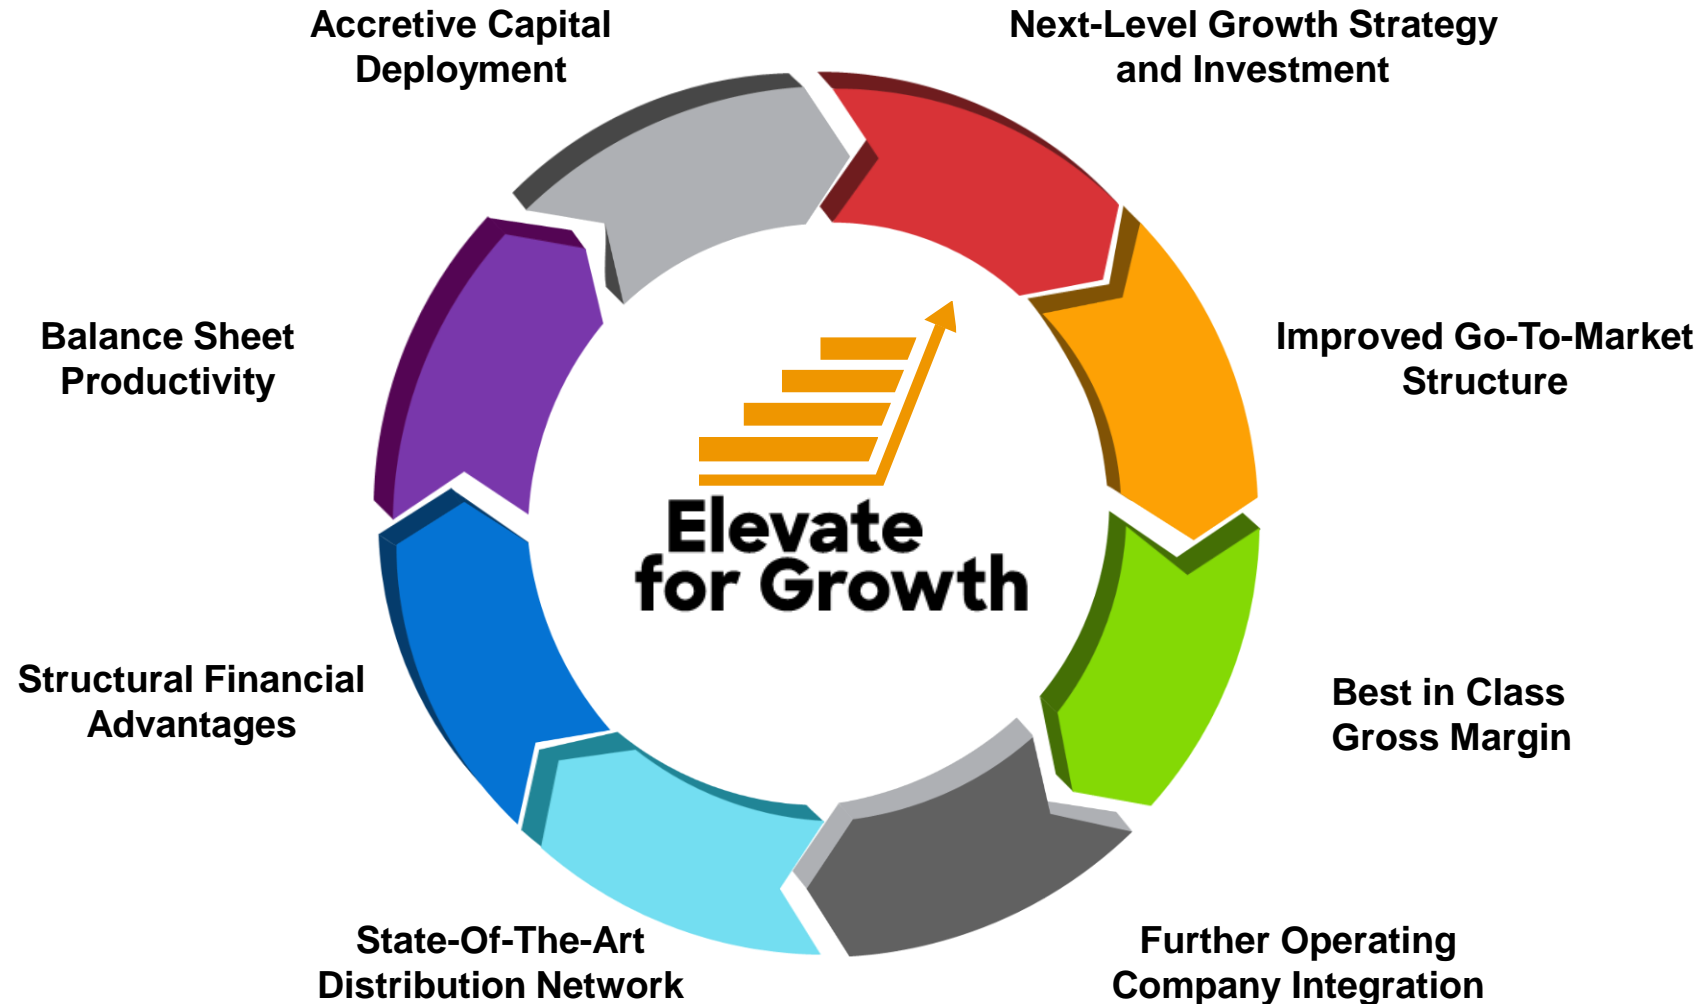 Accretive Capital
Deployment
Next-Level Growth Strategy
and Investment
Balance Sheet
Productivity
Improved Go-To-Market
Structure
Elevate
for Growth
Structural Financial
Advantages
Best in Class
Gross Margin
State-Of-The-Art
Distribution Network
Further Operating
Company Integration